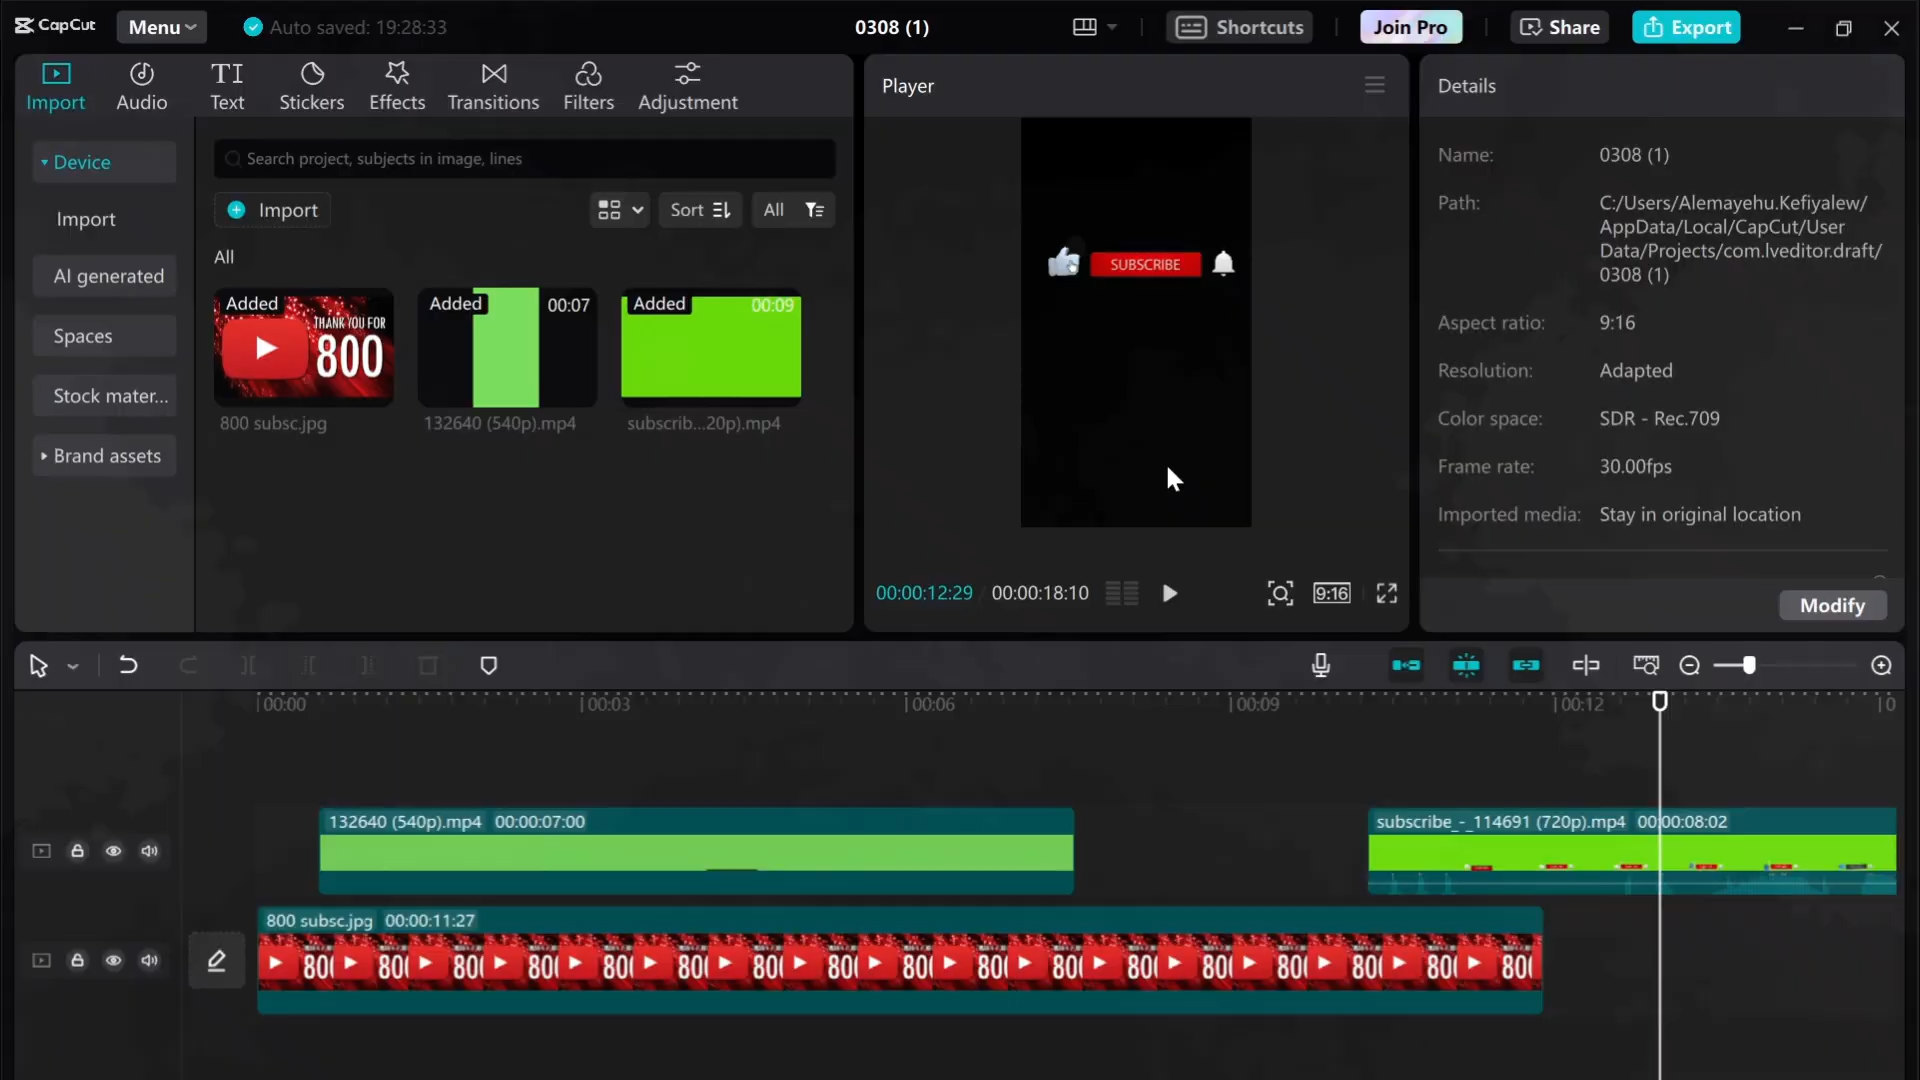 CapCut
Menu
Auto saved: 19:28:33
0308 (1)
Shortcuts
Join Pro
Share
Export
Import
Audio
Text
Stickers
Effects
Transitions
Filters
Adjustment
Player
Details
Device
Import
AI generated
Spaces
Stock mater...
Brand assets
Search project, subjects in image, lines
Import
Sort
All
All
Added
THANK YOU FOR
800
800 subsc.jpg
Added
00:07
132640 (540p).mp4
Added
00:09
subscrib...20p).mp4
SUBSCRIBE
00:00:12:29
00:00:18:10
9:16
Name:
0308 (1)
Path:
C:/Users/Alemayehu.Kefiyalew/
AppData/Local/CapCut/User
Data/Projects/com.lveditor.draft/
0308 (1)
Aspect ratio:
9:16
Resolution:
Adapted
Color space:
SDR - Rec.709
Frame rate:
30.00fps
Imported media:
Stay in original location
Modify
00:00
00:03
00:06
00:09
00:12
0
132640 (540p).mp4 00:00:07:00
subscribe_-_114691 (720p).mp4 00:00:08:02
800 subsc.jpg 00:00:11:27